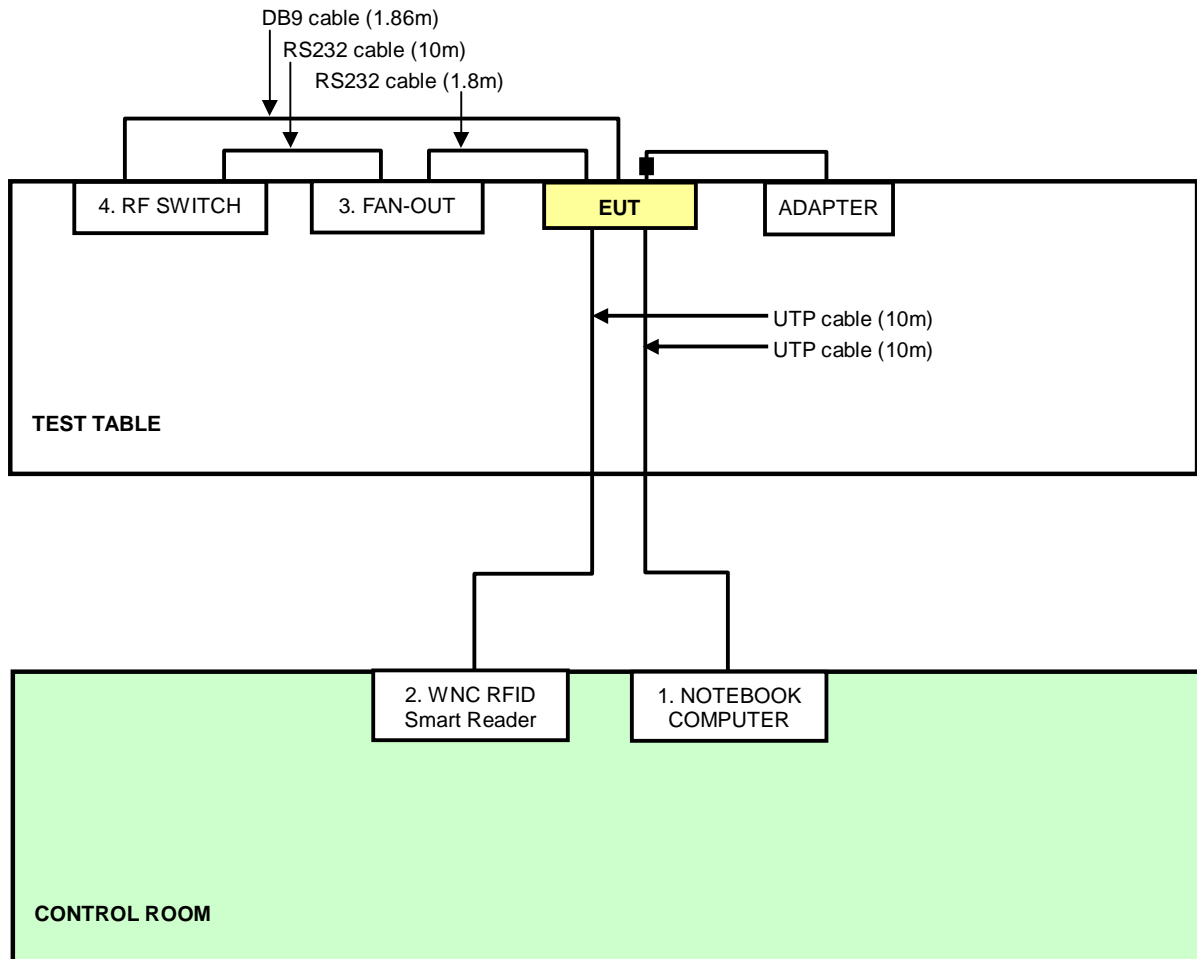 DB9 cable (1.86m)
RS232 cable (10m)
RS232 cable (1.8m)
4. RF SWITCH
3. FAN-OUT
EUT
ADAPTER
UTP cable (10m)
UTP cable (10m)
TEST TABLE
2. WNC RFID
Smart Reader
1. NOTEBOOK
COMPUTER
CONTROL ROOM